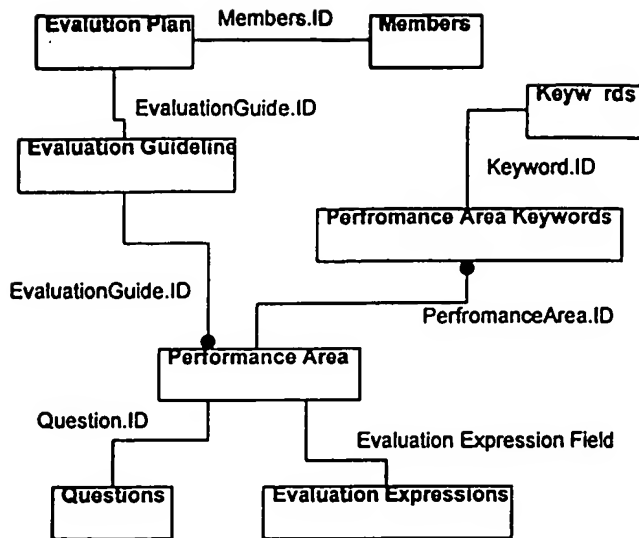 Members.ID
Evalution Plan
Members
EvaluationGuide.ID
Keyw rds
Evaluation Guideline
Keyword.ID
Perfromance Area Keywords
EvaluationGuide.ID
PerfromanceArea.ID
Performance Area
Question.ID
Evaluation Expression Field
Questions
Evaluation Expressions